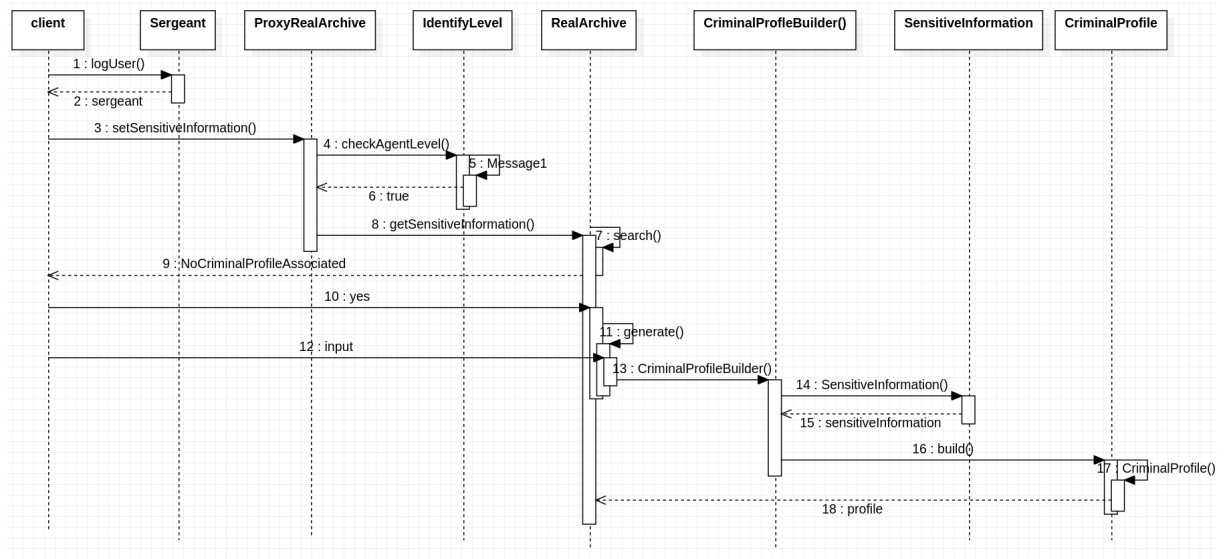 client
Sergeant
ProxyRealArchive
IdentifyLevel
RealArchive
CriminalProfleBuilder()
SensitiveInformation
CriminalProfile
1 : logUser()
2 : sergeant
3 : setSensitiveInformation()
4 : checkAgentLevel()
5 : Message1
6 : true
8 : getSensitiveInformation()
7 : search()
9 : NoCriminalProfileAssociated
10 : yes
11 : generate()
12 : input
13 : CriminalProfileBuilder()
14 : SensitiveInformation()
15 : sensitiveInformation
16 : build()
17 : CriminalProfile()
18 : profile